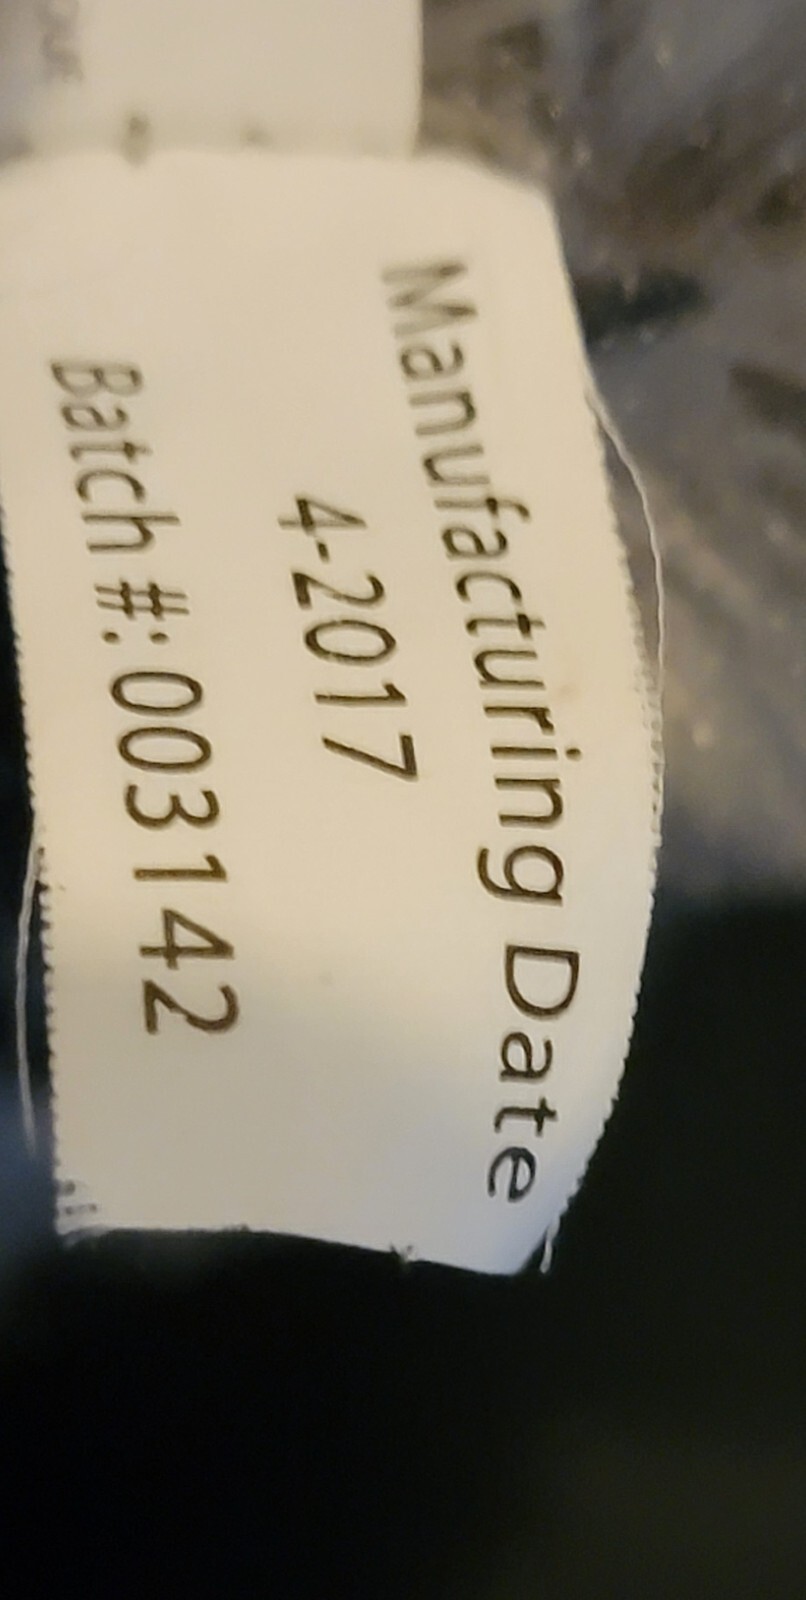 Manufacturing Date
4-2017
Batch #: 003142